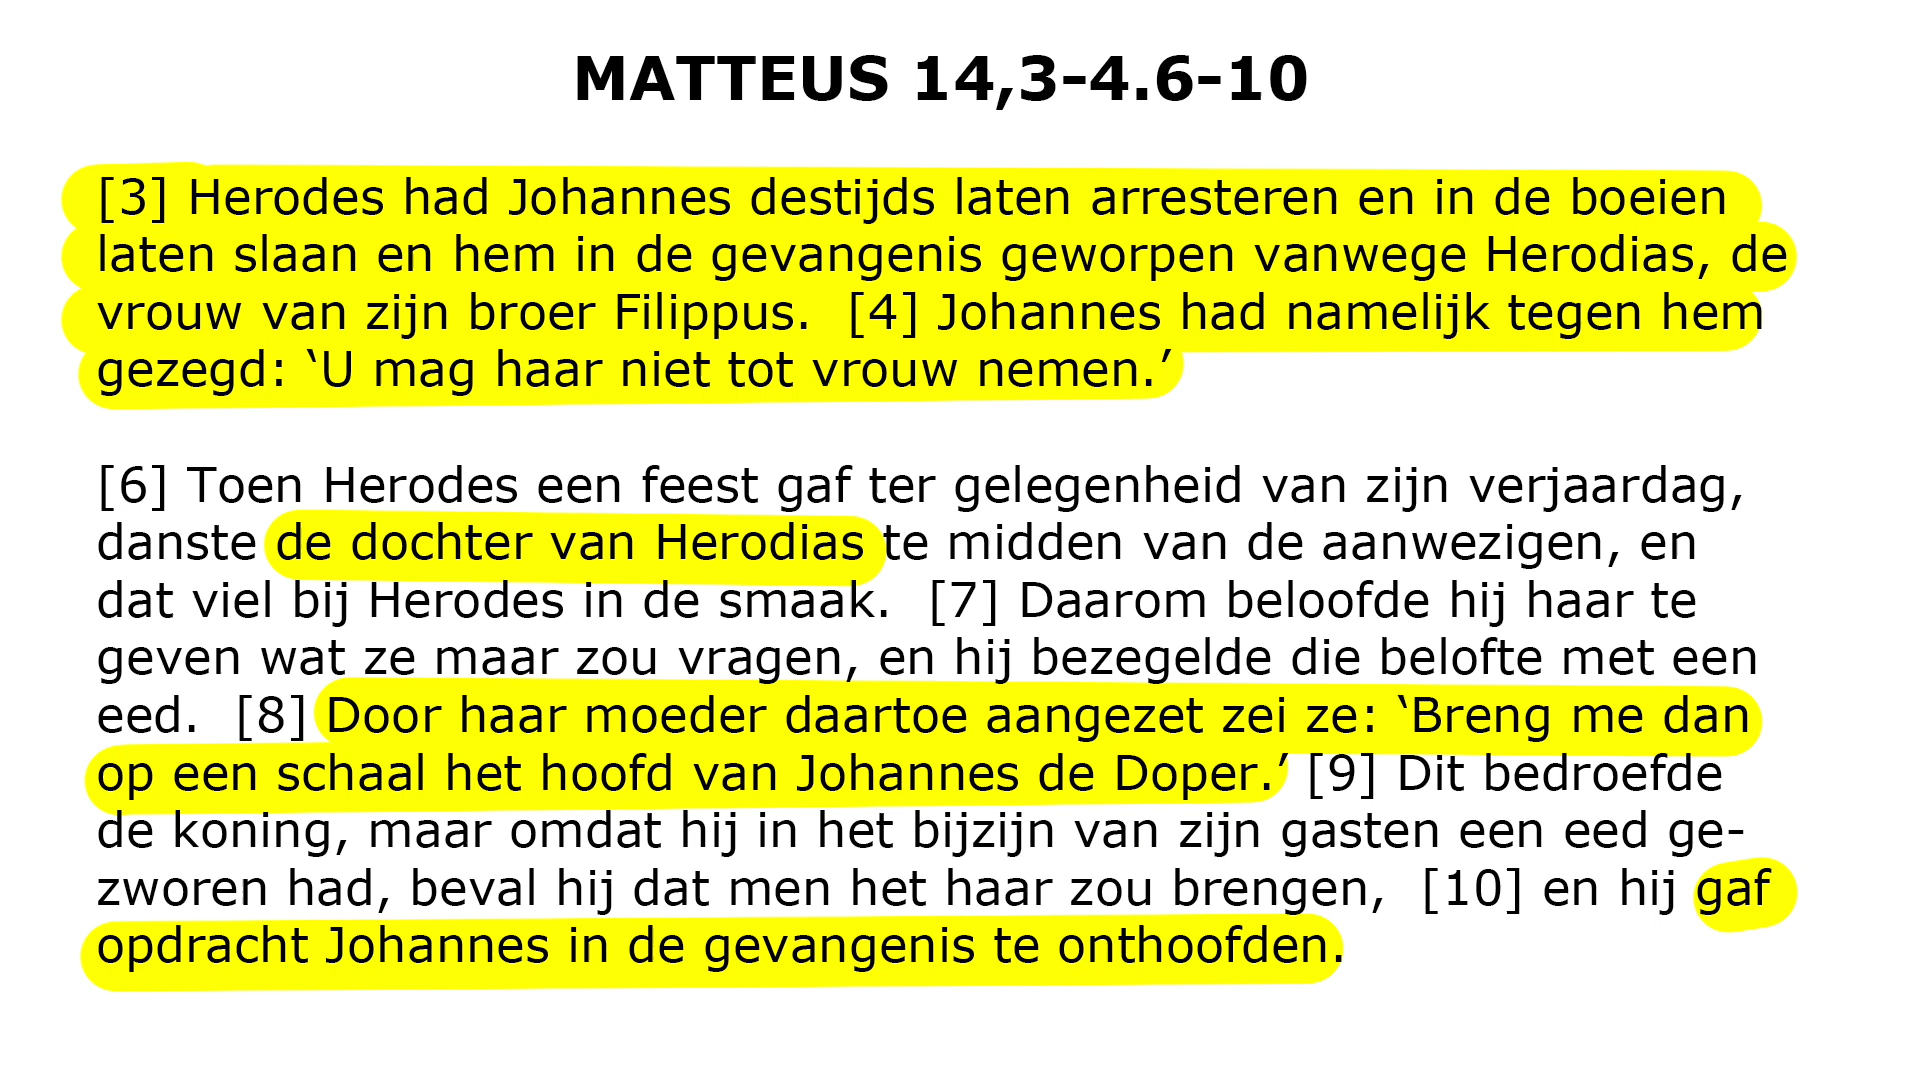 MATTEUS 14,3-4.6-10
[3] Herodes had Johannes destijds laten arresteren en in de boeien
laten slaan en hem in de gevangenis geworpen vanwege Herodias, de
vrouw van zijn broer Filippus.  [4] Johannes had namelijk tegen hem
gezegd: ‘U mag haar niet tot vrouw nemen.’
[6] Toen Herodes een feest gaf ter gelegenheid van zijn verjaardag,
danste de dochter van Herodias te midden van de aanwezigen, en
dat viel bij Herodes in de smaak.  [7] Daarom beloofde hij haar te
geven wat ze maar zou vragen, en hij bezegelde die belofte met een
eed.  [8] Door haar moeder daartoe aangezet zei ze: ‘Breng me dan
op een schaal het hoofd van Johannes de Doper.’ [9] Dit bedroefde
de koning, maar omdat hij in het bijzijn van zijn gasten een eed ge-
zworen had, beval hij dat men het haar zou brengen,  [10] en hij gaf
opdracht Johannes in de gevangenis te onthoofden.